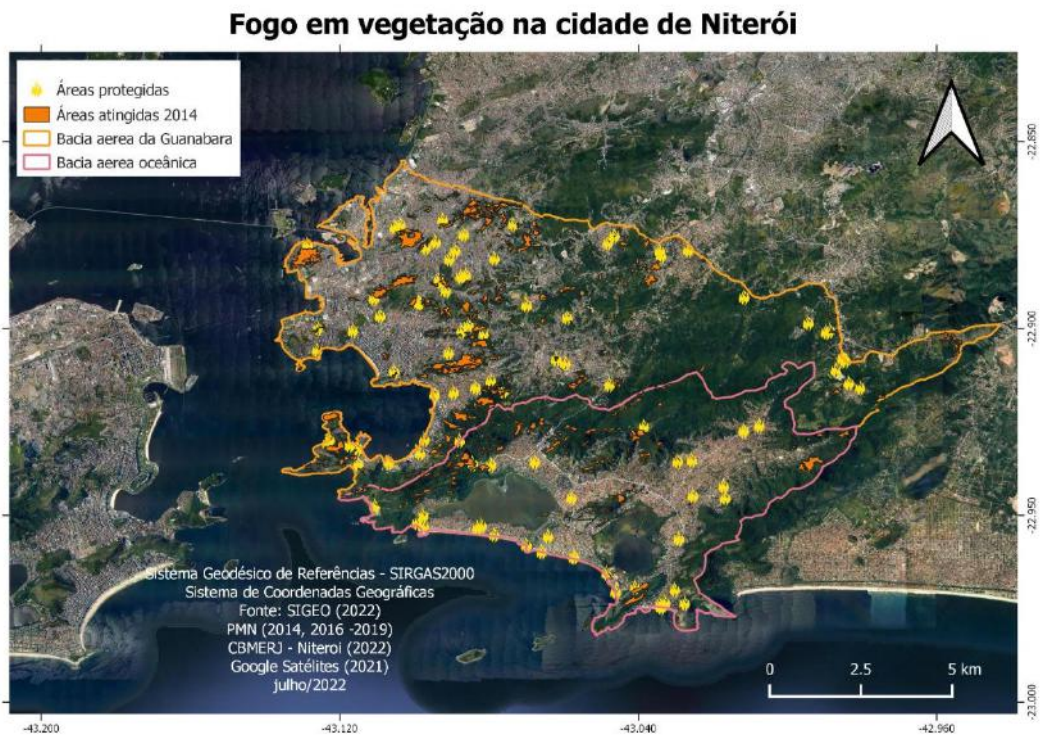 Fogo em vegetação na cidade de Niterói
Áreas protegidas
Áreas atingidas 2014
Bacia aerea da Guanabara
Bacia aerea oceânica
-22.850
-22.900
-22.950
-23.000
Sistema Geodésico de Referências - SIRGAS2000
Sistema de Coordenadas Geográficas
Fonte: SIGEO (2022)
PMN (2014, 2016 -2019)
CBMERJ - Niteroi (2022)
Google Satélites (2021)
julho/2022
0 2.5 5 km
-43.200 -43.120 -43.040 -42.960